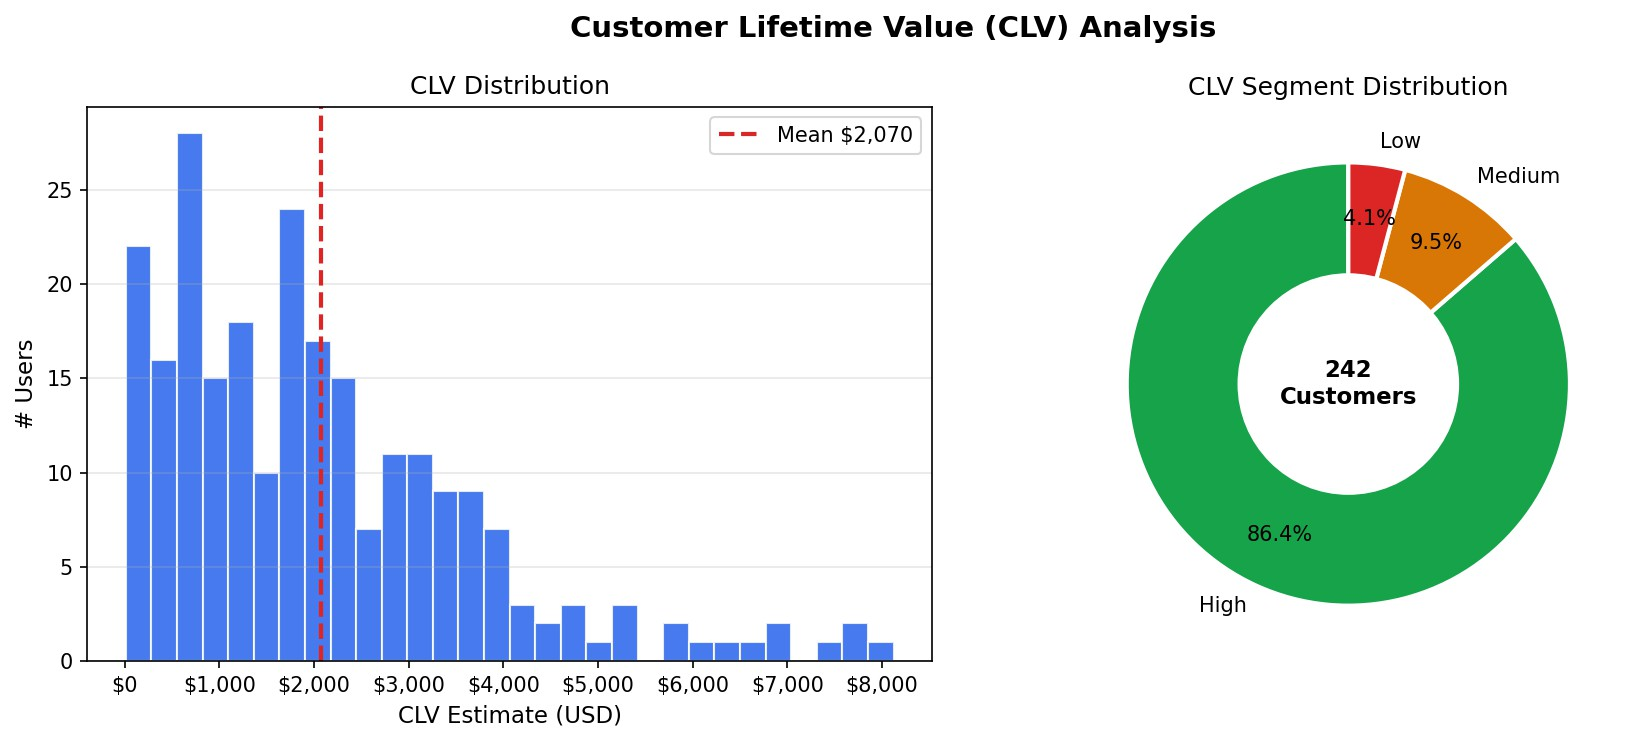 Customer Lifetime Value (CLV) Analysis
CLV Distribution
Mean $2,070
# Users
25
20
15
10
5
0
$0 $1,000 $2,000 $3,000 $4,000 $5,000 $6,000 $7,000 $8,000
CLV Estimate (USD)
CLV Segment Distribution
Low
Medium
4.1%
9.5%
242
Customers
86.4%
High